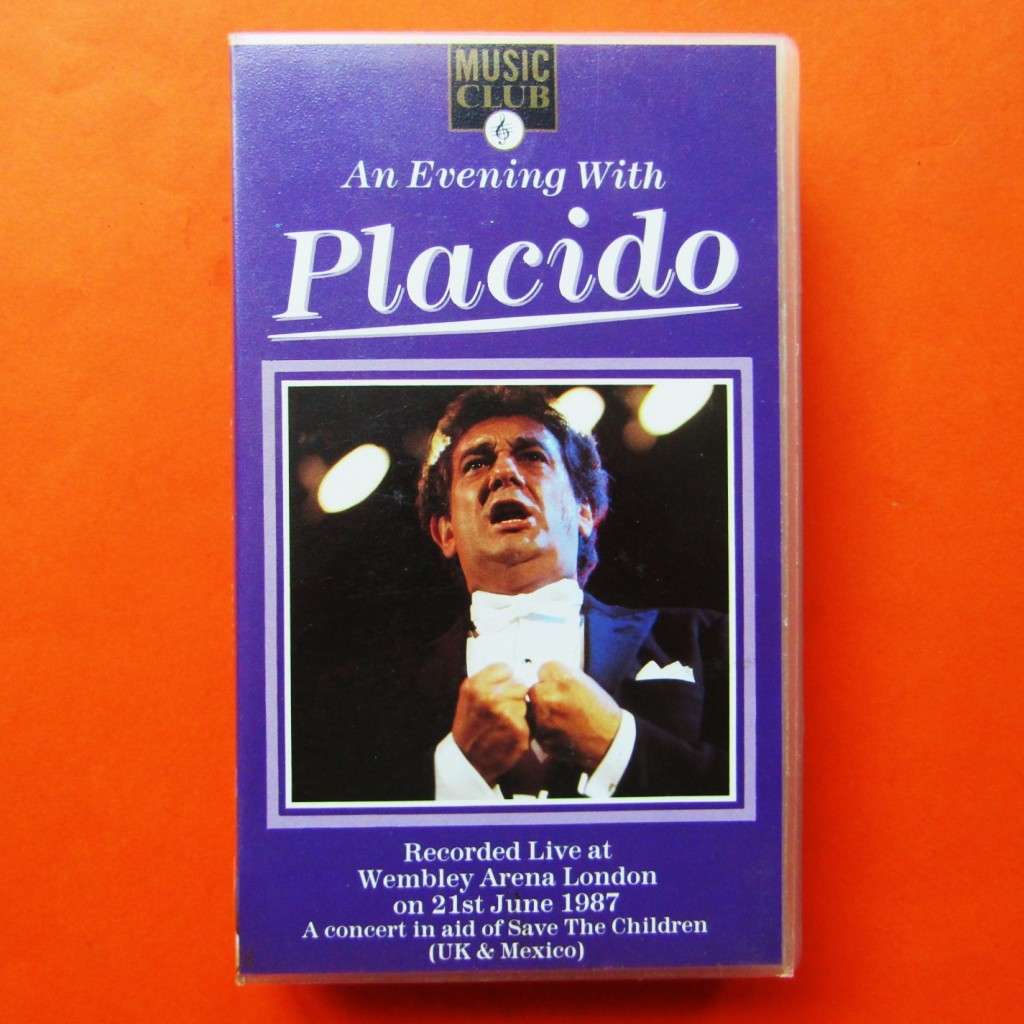 MUSIC
CLUB
An Evening With
Placido
Recorded Live at
Wembley Arena London
on 21st June 1987
A concert in aid of Save The Children
(UK & Mexico)